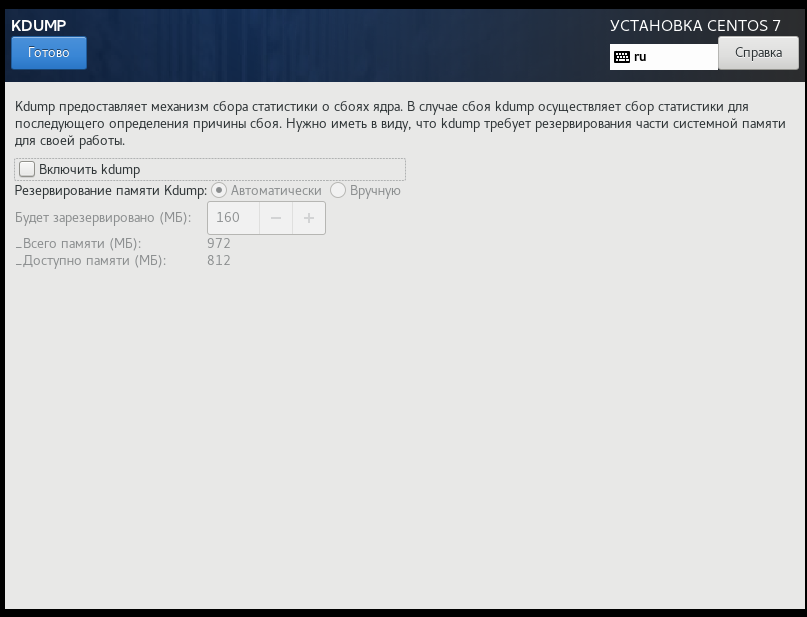 KDUMP
УСТАНОВКА CENTOS 7
Готово
ru
Справка
Kdump предоставляет механизм сбора статистики о сбоях ядра. В случае сбоя kdump осуществляет сбор статистики для
последующего определения причины сбоя. Нужно иметь в виду, что kdump требует резервирования части системной памяти
для своей работы.
Включить kdump
Резервирование памяти Kdump: Автоматически Вручную
Будет зарезервировано (МБ): 160 − +
_Всего памяти (МБ): 972
_Доступно памяти (МБ): 812